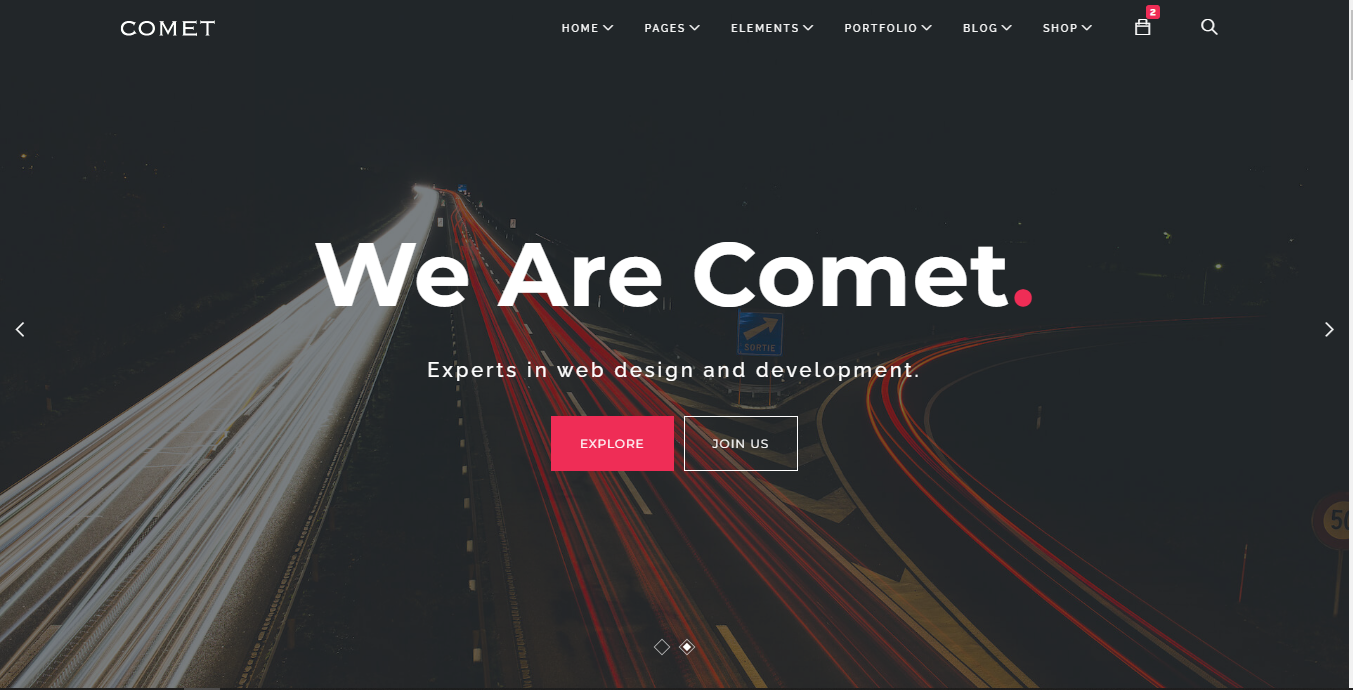 COMET HOME PAGES ELEMENTS PORTFOLIO BLOG SHOP 2
We Are Comet.
SORTIE
Experts in web design and development.
EXPLORE JOIN US